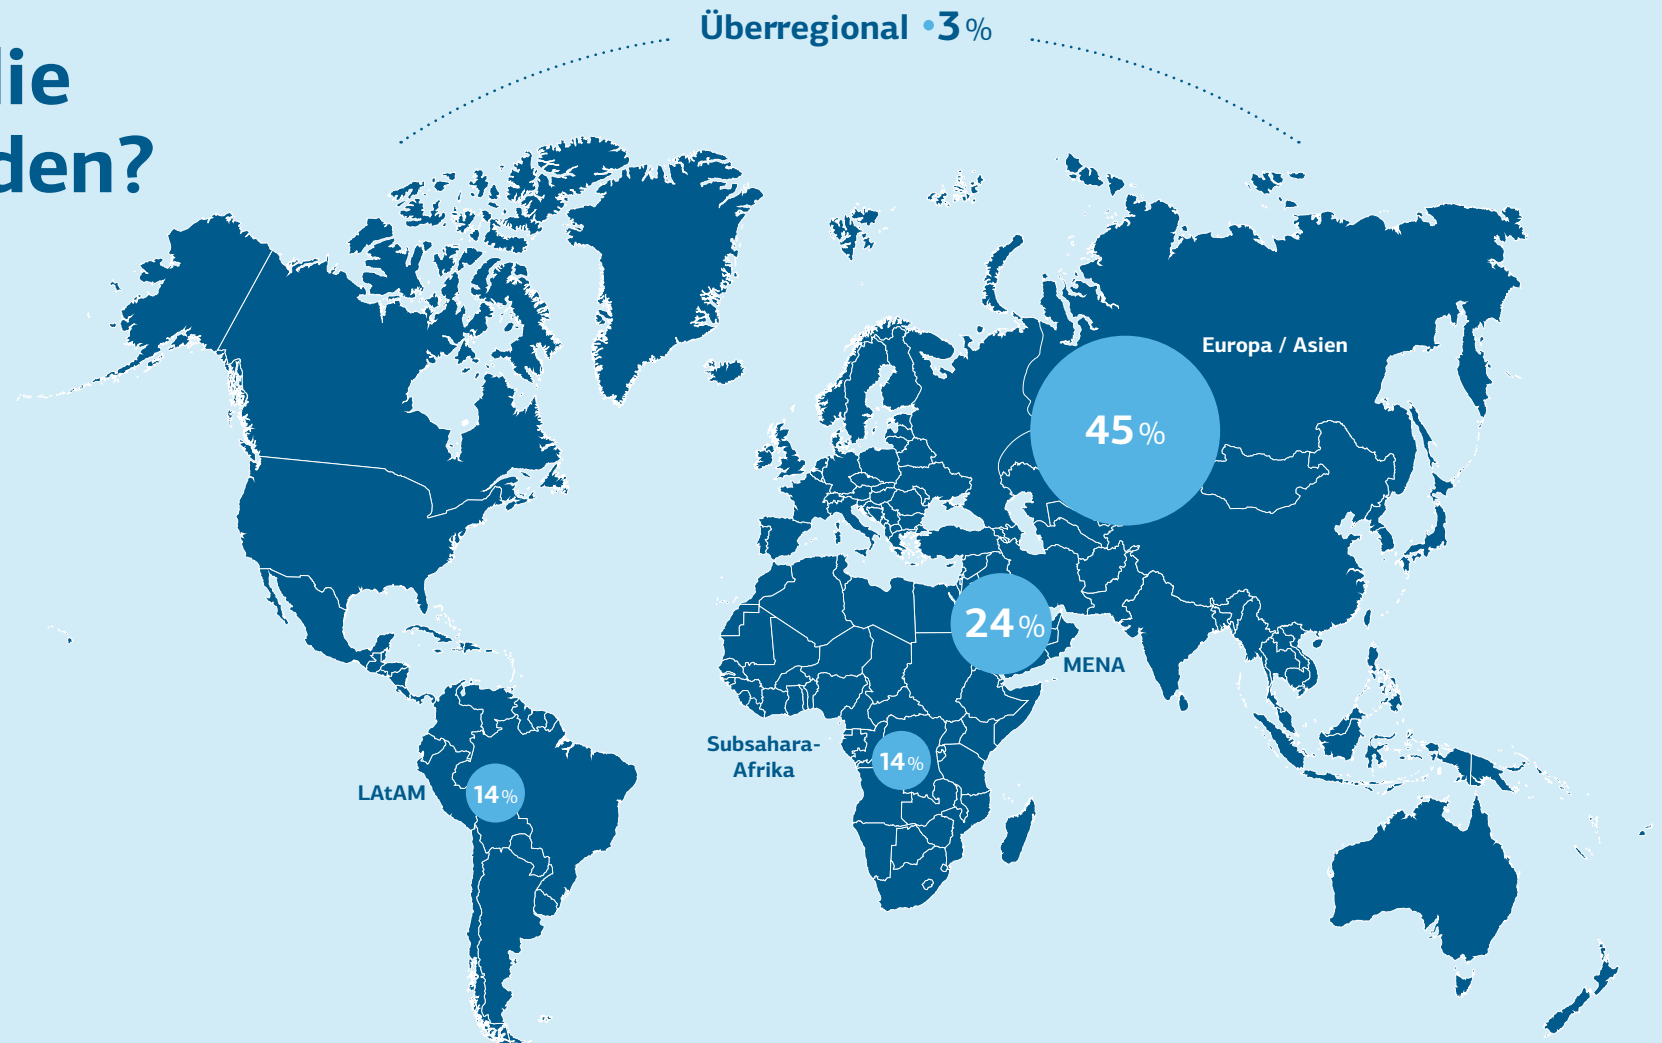 Überregional • 3 %
lie
den?
Europa / Asien
45 %
24 %
MENA
Subsahara-
Afrika
14 %
LAtAM
14 %